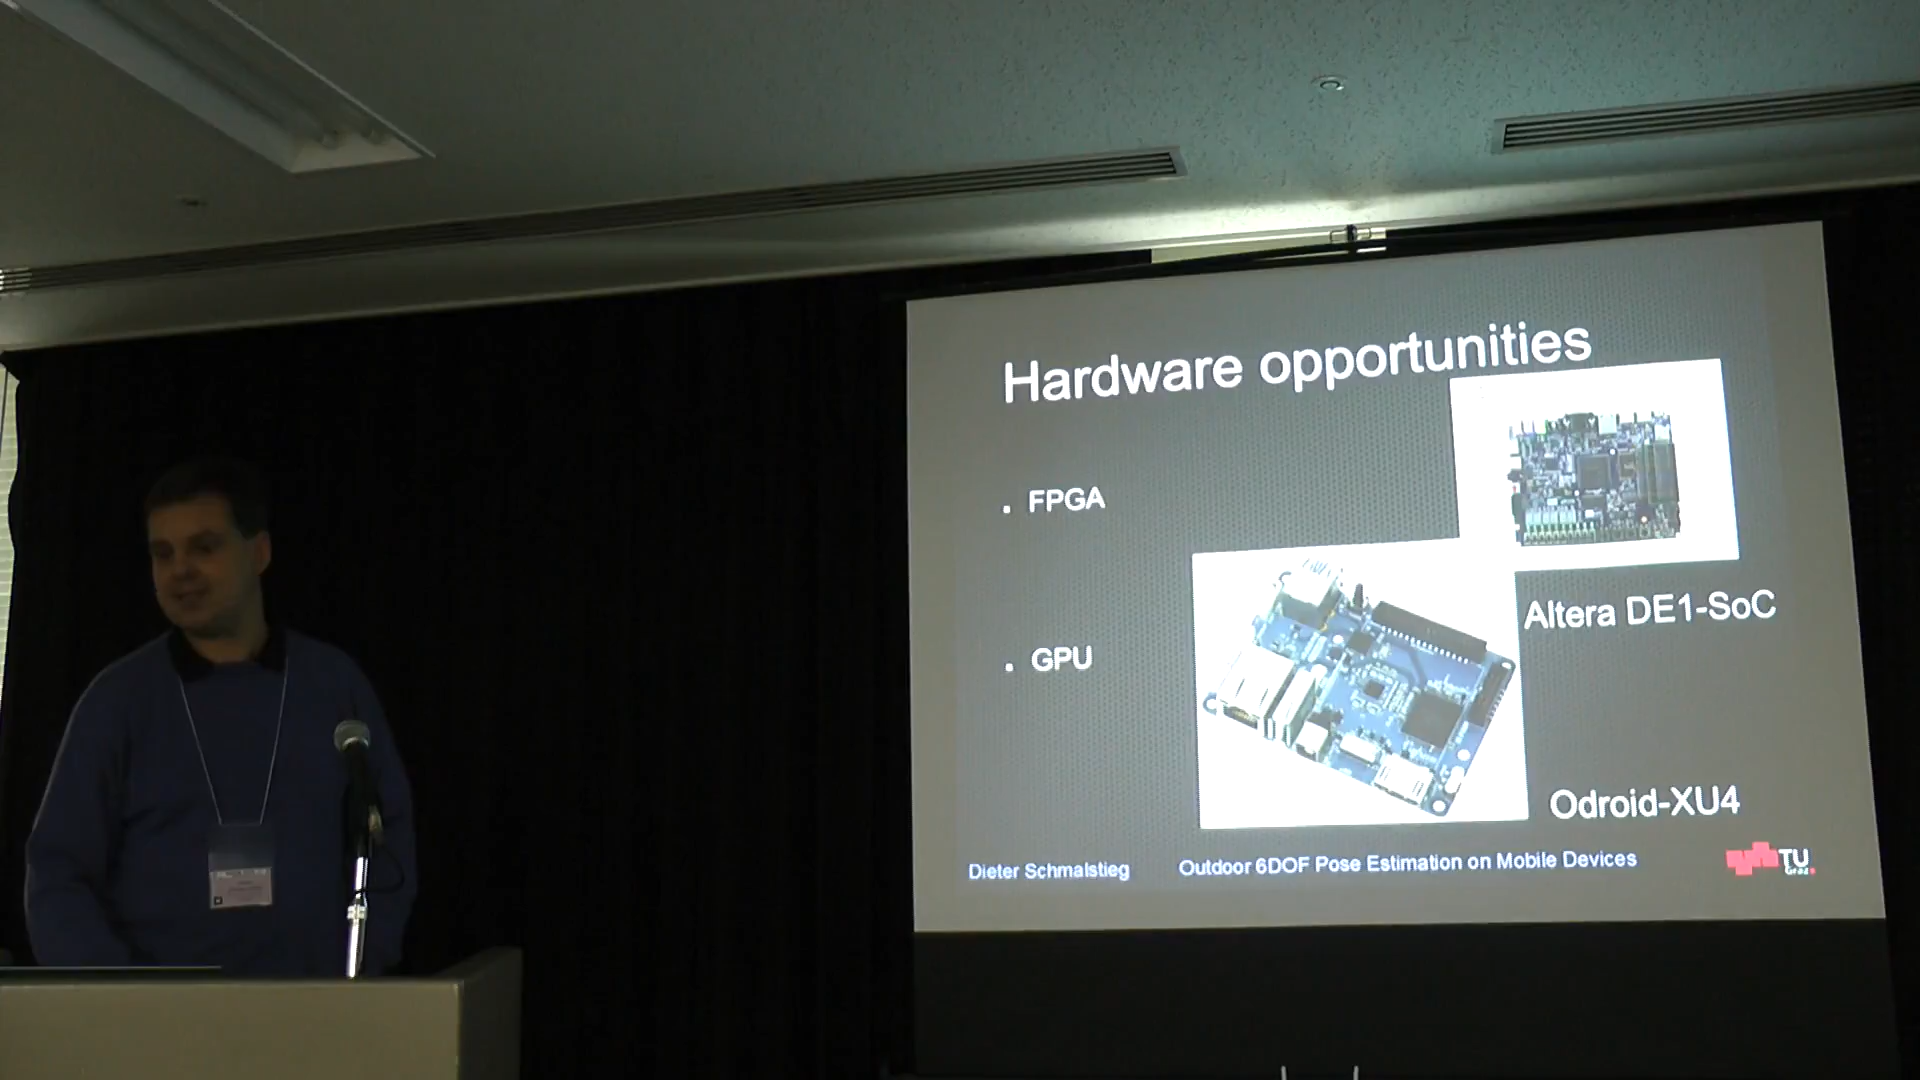 Hardware opportunities
. FPGA
Altera DE1-SoC
. GPU
Odroid-XU4
Dieter Schmalstieg
Outdoor 6DOF Pose Estimation on Mobile Devices
TU
Graz